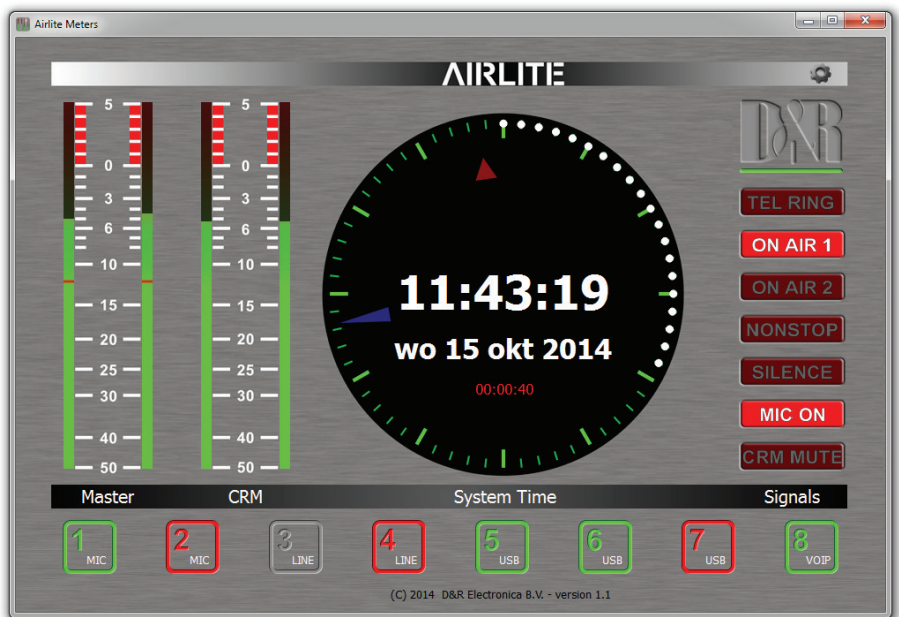 Airlite Meters
AIRLITE
D&R
5
0
3
6
10
15
20
25
30
40
50
5
0
3
6
10
15
20
25
30
40
50
11:43:19
wo 15 okt 2014
00:00:40
TEL RING
ON AIR 1
ON AIR 2
NONSTOP
SILENCE
MIC ON
CRM MUTE
Master CRM System Time Signals
1 MIC
2 MIC
3 LINE
4 LINE
5 USB
6 USB
7 USB
8 VOIP
(C) 2014 D&R Electronica B.V. - version 1.1